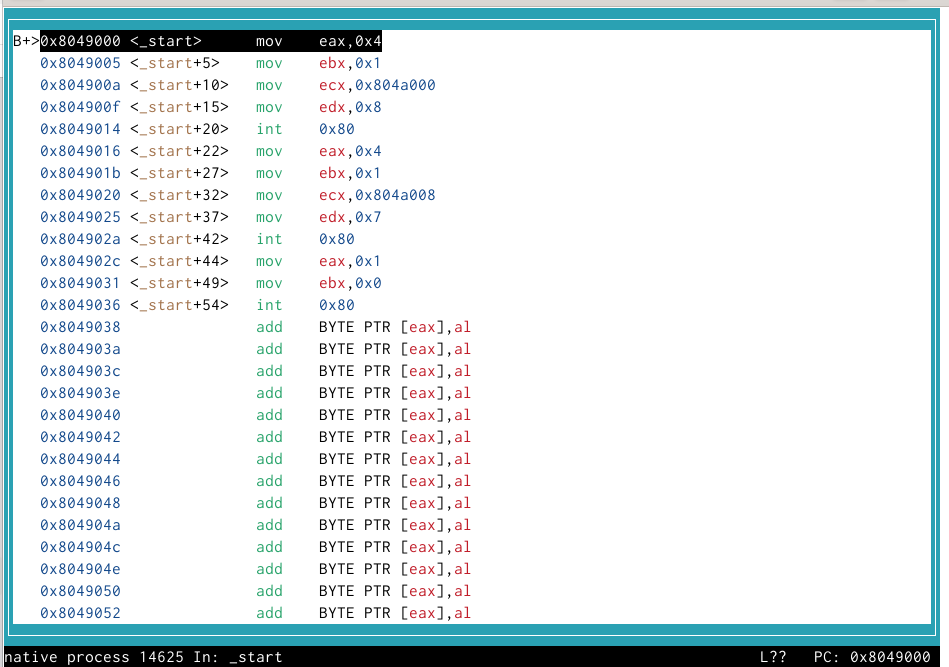 B+>0x8049000 <_start> mov eax,0x4
0x8049005 <_start+5> mov ebx,0x1
0x804900a <_start+10> mov ecx,0x804a000
0x804900f <_start+15> mov edx,0x8
0x8049014 <_start+20> int 0x80
0x8049016 <_start+22> mov eax,0x4
0x804901b <_start+27> mov ebx,0x1
0x8049020 <_start+32> mov ecx,0x804a008
0x8049025 <_start+37> mov edx,0x7
0x804902a <_start+42> int 0x80
0x804902c <_start+44> mov eax,0x1
0x8049031 <_start+49> mov ebx,0x0
0x8049036 <_start+54> int 0x80
0x8049038 add BYTE PTR [eax],al
0x804903a add BYTE PTR [eax],al
0x804903c add BYTE PTR [eax],al
0x804903e add BYTE PTR [eax],al
0x8049040 add BYTE PTR [eax],al
0x8049042 add BYTE PTR [eax],al
0x8049044 add BYTE PTR [eax],al
0x8049046 add BYTE PTR [eax],al
0x8049048 add BYTE PTR [eax],al
0x804904a add BYTE PTR [eax],al
0x804904c add BYTE PTR [eax],al
0x804904e add BYTE PTR [eax],al
0x8049050 add BYTE PTR [eax],al
0x8049052 add BYTE PTR [eax],al
native process 14625 In: _start L?? PC: 0x8049000